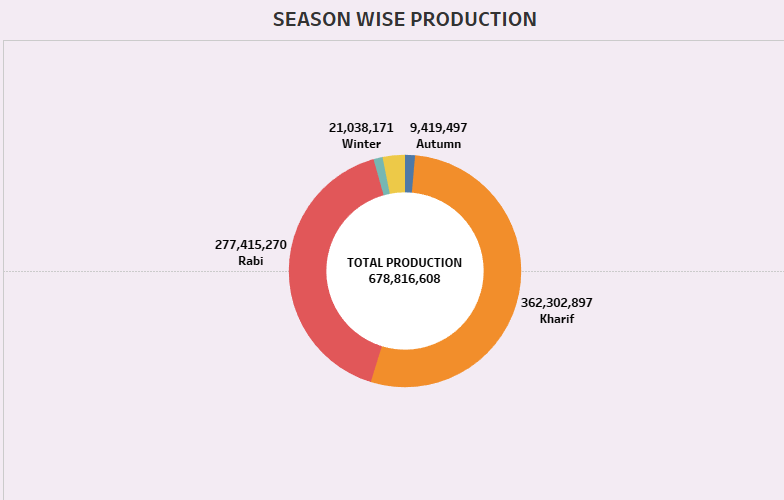 SEASON WISE PRODUCTION
21,038,171
Winter
9,419,497
Autumn
277,415,270
Rabi
TOTAL PRODUCTION
678,816,608
362,302,897
Kharif